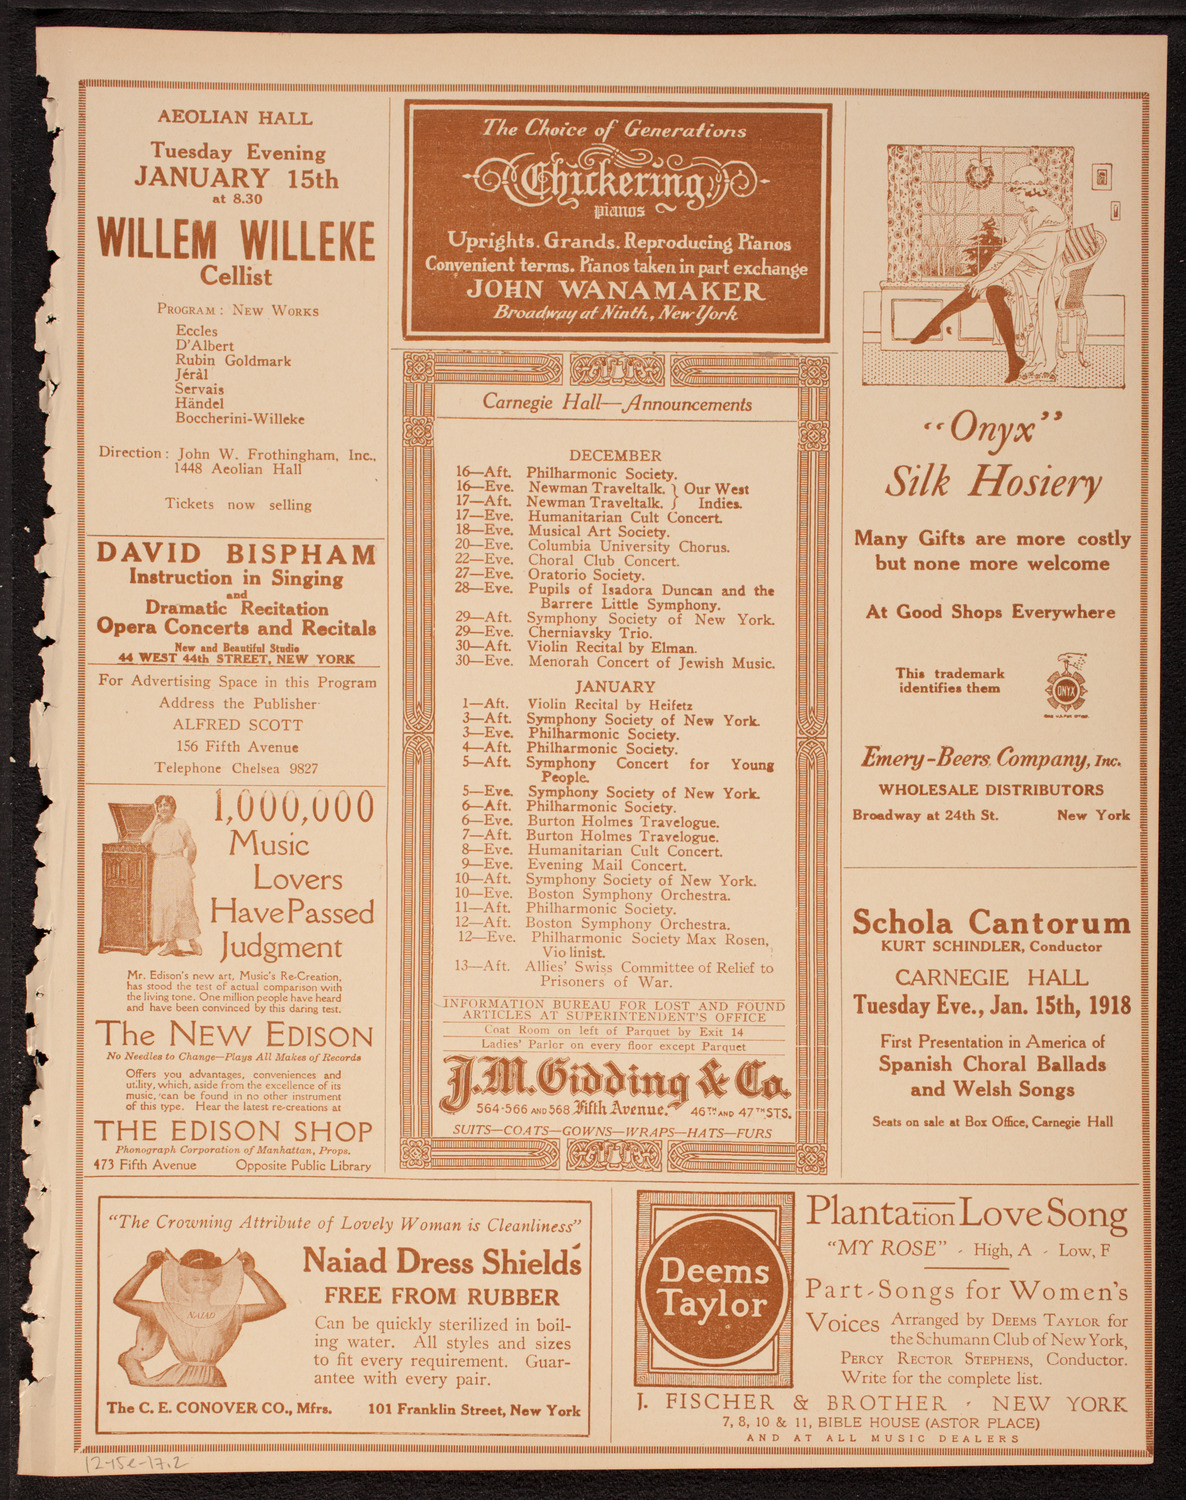 AEOLIAN HALL
Tuesday Evening
JANUARY 15th
at 8.30
WILLEM WILLEKE
Cellist
PROGRAM: NEW WORKS
Eccles
D'Albert
Rubin Goldmark
Jéràl
Servais
Händel
Boccherini-Willeke
Direction: John W. Frothingham, Inc.,
1448 Aeolian Hall
Tickets now selling
DAVID BISPHAM
Instruction in Singing
and
Dramatic Recitation
Opera Concerts and Recitals
New and Beautiful Studio
44 WEST 44th STREET, NEW YORK
For Advertising Space in this Program
Address the Publisher
ALFRED SCOTT
156 Fifth Avenue
Telephone Chelsea 9827
1,000,000
Music
Lovers
Have Passed
Judgment
Mr. Edison's new art, Music's Re-Creation,
has stood the test of actual comparison with
the living tone. One million people have heard
and have been convinced by this daring test.
The NEW EDISON
No Needles to Change—Plays All Makes of Records
Offers you advantages, conveniences and
utility, which, aside from the excellence of its
music, can be found in no other instrument
of this type. Hear the latest re-creations at
THE EDISON SHOP
Phonograph Corporation of Manhattan, Props.
473 Fifth Avenue Opposite Public Library
The Choice of Generations
Chickering
pianos
Uprights. Grands. Reproducing Pianos
Convenient terms. Pianos taken in part exchange
JOHN WANAMAKER
Broadway at Ninth, New York
Carnegie Hall—Announcements
DECEMBER
16—Aft. Philharmonic Society.
16—Eve. Newman Traveltalk. } Our West
17—Aft. Newman Traveltalk. } Indies.
17—Eve. Humanitarian Cult Concert.
18—Eve. Musical Art Society.
20—Eve. Columbia University Chorus.
22—Eve. Choral Club Concert.
27—Eve. Oratorio Society.
28—Eve. Pupils of Isadora Duncan and the
Barrere Little Symphony.
29—Aft. Symphony Society of New York.
29—Eve. Cherniavsky Trio.
30—Aft. Violin Recital by Elman.
30—Eve. Menorah Concert of Jewish Music.
JANUARY
1—Aft. Violin Recital by Heifetz
3—Aft. Symphony Society of New York.
3—Eve. Philharmonic Society.
4—Aft. Philharmonic Society.
5—Aft. Symphony Concert for Young
People.
5—Eve. Symphony Society of New York.
6—Aft. Philharmonic Society.
6—Eve. Burton Holmes Travelogue.
7—Aft. Burton Holmes Travelogue.
8—Eve. Humanitarian Cult Concert.
9—Eve. Evening Mail Concert.
10—Aft. Symphony Society of New York.
10—Eve. Boston Symphony Orchestra.
11—Aft. Philharmonic Society.
12—Aft. Boston Symphony Orchestra.
12—Eve. Philharmonic Society Max Rosen,
Vio linist.
13—Aft. Allies' Swiss Committee of Relief to
Prisoners of War.
INFORMATION BUREAU FOR LOST AND FOUND
ARTICLES AT SUPERINTENDENT'S OFFICE
Coat Room on left of Parquet by Exit 14
Ladies' Parlor on every floor except Parquet
J.M. Gidding & Co.
564-566 AND 568 Fifth Avenue. 46TH AND 47TH STS.
SUITS—COATS—GOWNS—WRAPS—HATS—FURS
"Onyx"
Silk Hosiery
Many Gifts are more costly
but none more welcome
At Good Shops Everywhere
This trademark
identifies them
ONYX
Emery-Beers Company, Inc.
WHOLESALE DISTRIBUTORS
Broadway at 24th St. New York
Schola Cantorum
KURT SCHINDLER, Conductor
CARNEGIE HALL
Tuesday Eve., Jan. 15th, 1918
First Presentation in America of
Spanish Choral Ballads
and Welsh Songs
Seats on sale at Box Office, Carnegie Hall
"The Crowning Attribute of Lovely Woman is Cleanliness"
NAIAD
Naiad Dress Shields
FREE FROM RUBBER
Can be quickly sterilized in boil-
ing water. All styles and sizes
to fit every requirement. Guar-
antee with every pair.
The C. E. CONOVER CO., Mfrs. 101 Franklin Street, New York
Deems
Taylor
Plantation Love Song
"MY ROSE" - High, A - Low, F
Part-Songs for Women's
Voices Arranged by DEEMS TAYLOR for
the Schumann Club of New York,
PERCY RECTOR STEPHENS, Conductor.
Write for the complete list.
J. FISCHER & BROTHER, NEW YORK
7, 8, 10 & 11, BIBLE HOUSE (ASTOR PLACE)
AND AT ALL MUSIC DEALERS
12-15e-17.2